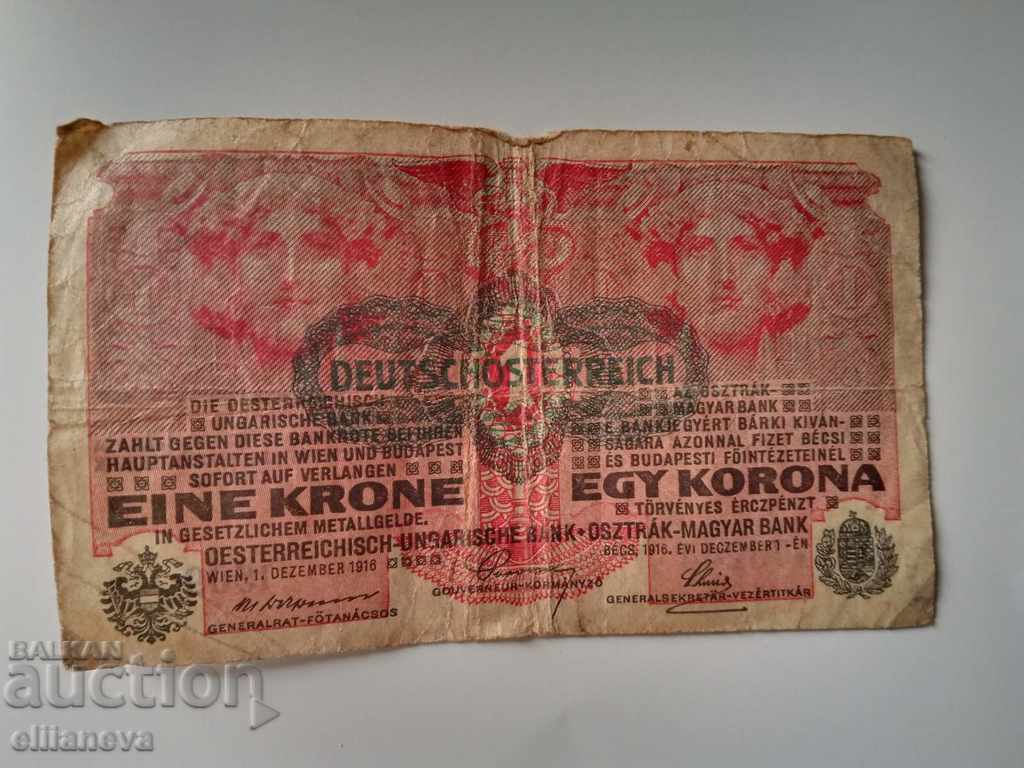 DEUTSCHÖSTERREICH
1
DIE OESTERREICHISCH
UNGARISCHE BANK
ZAHLT GEGEN DIESE BANKNOTE BEI IHREN
HAUPTANSTALTEN IN WIEN UND BUDAPEST
SOFORT AUF VERLANGEN
EINE KRONE
IN GESETZLICHEM METALLGELDE.
AZ OSZTRÁK-
MAGYAR BANK
E BANKJEGYÉRT BÁRKI KIVÁN-
SÁGÁRA AZONNAL FIZET BÉCSI
ÉS BUDAPESTI FŐINTÉZETEINÉL
EGY KORONA
TÖRVÉNYES ÉRCZPÉNZT
OESTERREICHISCH-UNGARISCHE BANK • OSZTRÁK-MAGYAR BANK
WIEN, 1. DEZEMBER 1916
BÉCS, 1916. ÉVI DECZEMBER 1-ÉN
GENERALRAT-FŐTANÁCSOS
GOUVERNEUR-KORMÁNYZÓ
GENERALSEKRETÄR-VEZÉRTITKÁR
BALKAN
auction
ellianeva